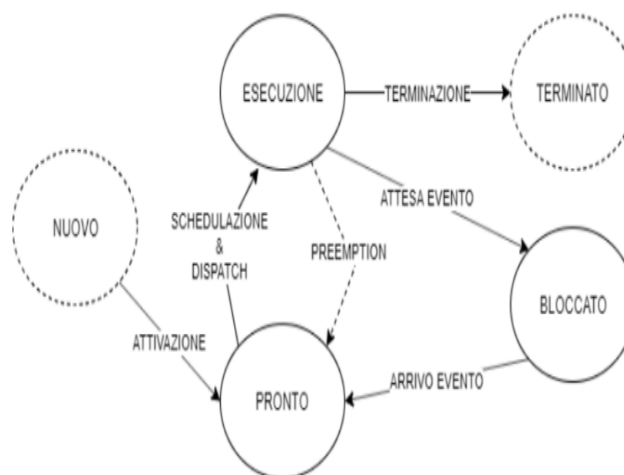 ESECUZIONE
TERMINAZIONE
TERMINATO
NUOVO
SCHEDULAZIONE
&
DISPATCH
PREEMPTION
ATTESA EVENTO
BLOCCATO
ATTIVAZIONE
PRONTO
ARRIVO EVENTO